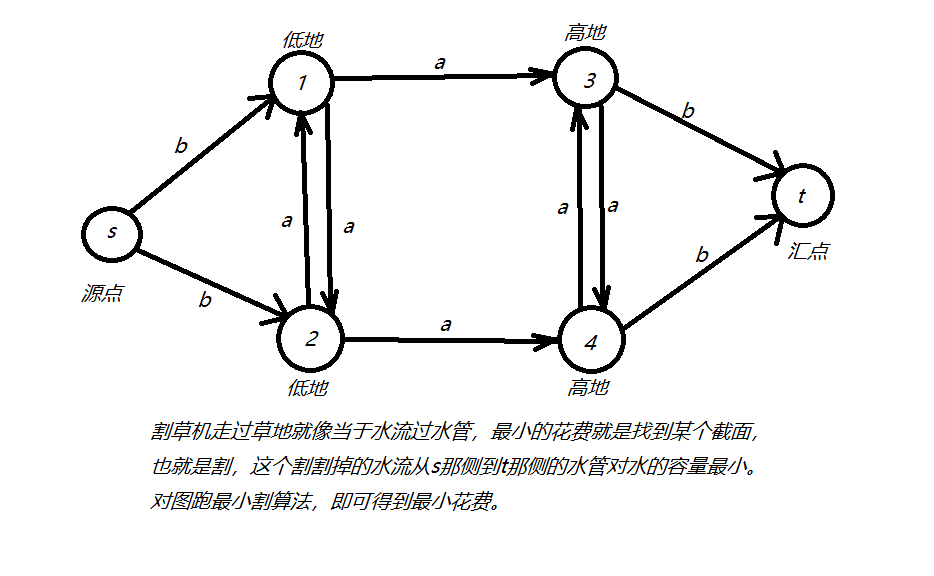 低地
高地
1
a
3
b
b
t
s
a
a
a
a
汇点
源点
b
b
2
a
4
低地
高地
割草机走过草地就像当于水流过水管，最小的花费就是找到某个截面，
也就是割，这个割割掉的水流从s那侧到t那侧的水管对水的容量最小。
对图跑最小割算法，即可得到最小花费。